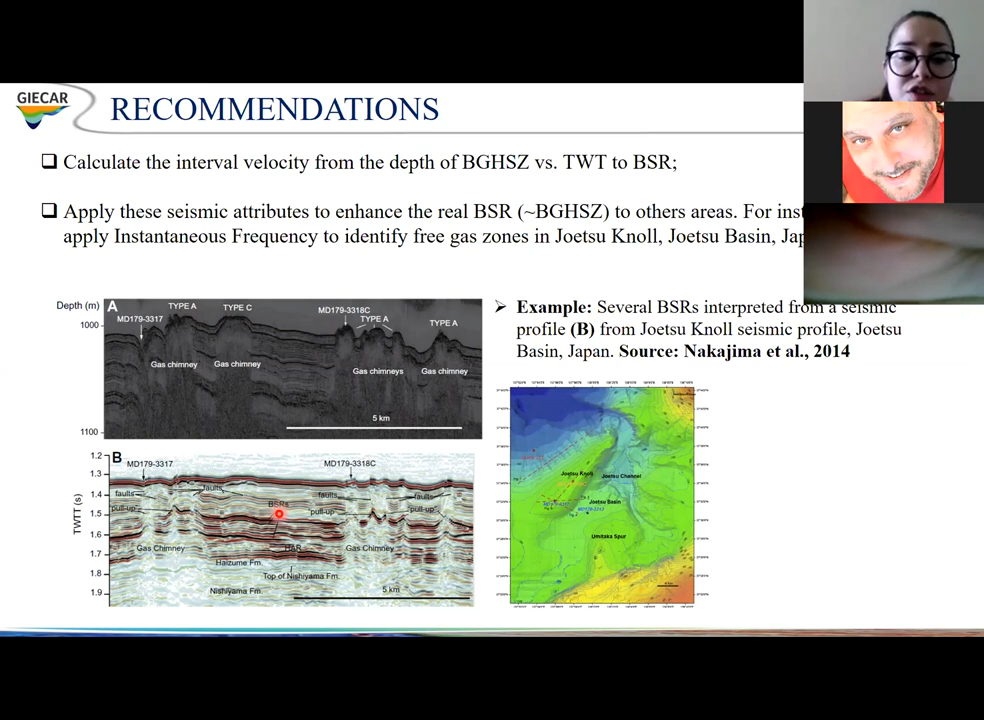 GIECAR
RECOMMENDATIONS
❑ Calculate the interval velocity from the depth of BGHSZ vs. TWT to BSR;
❑ Apply these seismic attributes to enhance the real BSR (~BGHSZ) to others areas. For
apply Instantaneous Frequency to identify free gas zones in Joetsu Knoll, Joetsu Basin,
Depth (m)
A
TYPE A
TYPE C
MD179-3318C
MD179-3317
TYPE A
TYPE A
1000
Gas chimney
Gas chimney
Gas chimneys
Gas chimney
5 km
1100
➢ Example: Several BSRs interpreted from a seismic
profile (B) from Joetsu Knoll seismic profile, Joetsu
Basin, Japan. Source: Nakajima et al., 2014
TWTT (s)
1.2
1.3
1.4
1.5
1.6
1.7
1.8
1.9
B
MD179-3317
MD179-3318C
faults
faults
faults
faults
pull-up
BSRs
pull-up
pull-up
Gas Chimney
BAR
Gas Chimney
Haizume Fm.
Top of Nishiyama Fm.
Nishiyama Fm.
5 km
Joetsu Knoll
Joetsu Channel
Joetsu Basin
Umitaka Spur